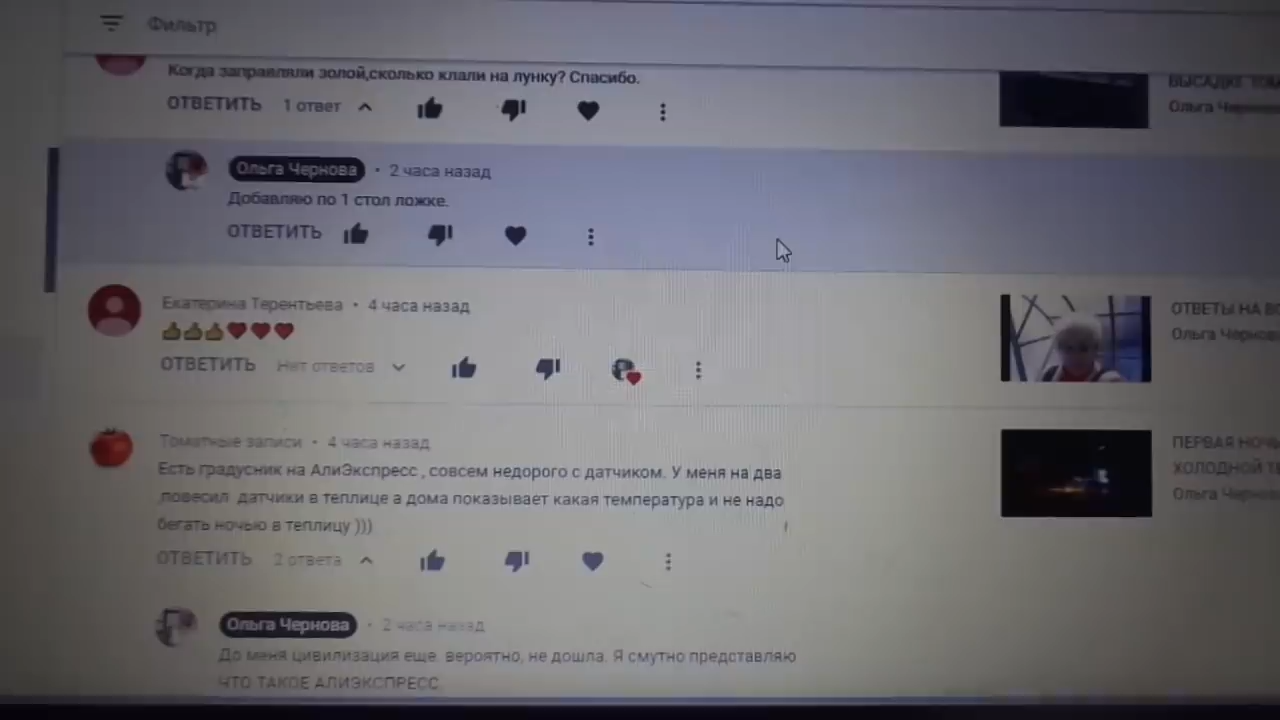 Фильтр
Когда заправляли золой,сколько клали на лунку? Спасибо.
ОТВЕТИТЬ 1 ответ
ВЫСАДКЕ
Ольга
Ольга Чернова • 2 часа назад
Добавляю по 1 стол ложке.
ОТВЕТИТЬ
Екатерина Терентьева • 4 часа назад
👍👍👍❤❤❤
ОТВЕТИТЬ Нет ответов
ОТВЕТЫ НА
Ольга Чернова
Томатные записи • 4 часа назад
Есть градусник на АлиЭкспресс , совсем недорого с датчиком. У меня на два
повесил датчики в теплице а дома показывает какая температура и не надо
бегать ночью в теплицу )))
ОТВЕТИТЬ 2 ответа
ПЕРВАЯ НОЧЬ
ХОЛОДНОЙ
Ольга
Ольга Чернова • 2 часа назад
До меня цивилизация еще, вероятно, не дошла. Я смутно представляю
ЧТО ТАКОЕ АЛИЭКСПРЕСС